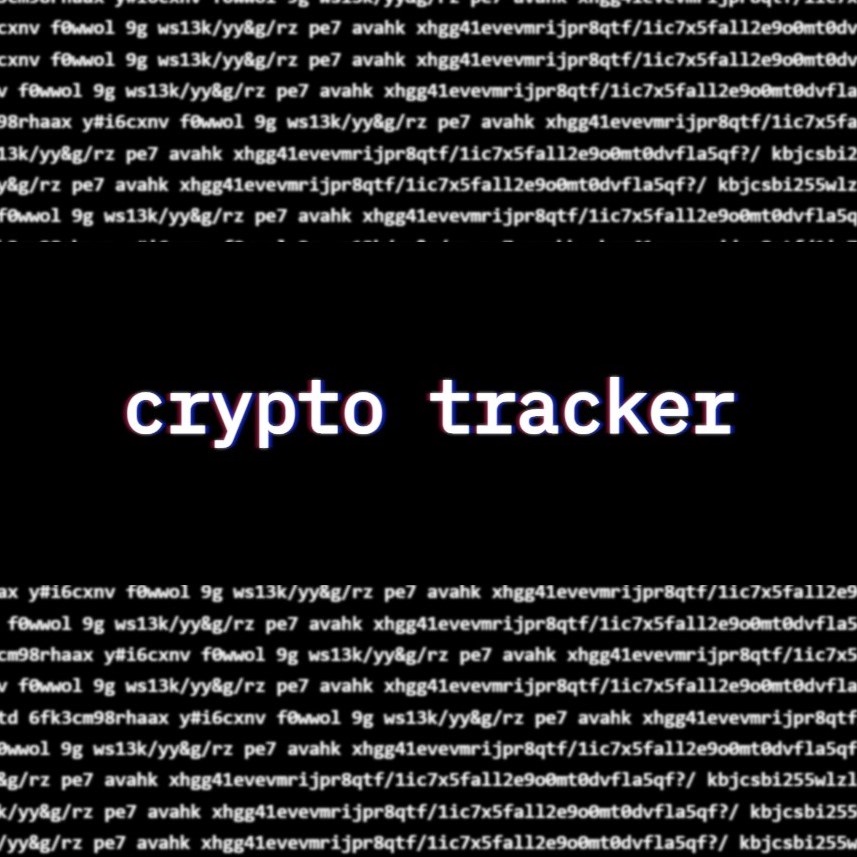 cxnv f0wwol 9g ws13k/yy&g/rz pe7 avahk xhgg41evevmrijpr8qtf/1ic7x5fall2e9o0mt0dv
cxnv f0wwol 9g ws13k/yy&g/rz pe7 avahk xhgg41evevmrijpr8qtf/1ic7x5fall2e9o0mt0dv
v f0wwol 9g ws13k/yy&g/rz pe7 avahk xhgg41evevmrijpr8qtf/1ic7x5fall2e9o0mt0dvfla
98rhaax y#i6cxnv f0wwol 9g ws13k/yy&g/rz pe7 avahk xhgg41evevmrijpr8qtf/1ic7x5fa
13k/yy&g/rz pe7 avahk xhgg41evevmrijpr8qtf/1ic7x5fall2e9o0mt0dvfla5qf?/ kbjcsbi2
y&g/rz pe7 avahk xhgg41evevmrijpr8qtf/1ic7x5fall2e9o0mt0dvfla5qf?/ kbjcsbi255wlz
f0wwol 9g ws13k/yy&g/rz pe7 avahk xhgg41evevmrijpr8qtf/1ic7x5fall2e9o0mt0dvfla5q
crypto tracker
ax y#i6cxnv f0wwol 9g ws13k/yy&g/rz pe7 avahk xhgg41evevmrijpr8qtf/1ic7x5fall2e9
f0wwol 9g ws13k/yy&g/rz pe7 avahk xhgg41evevmrijpr8qtf/1ic7x5fall2e9o0mt0dvfla5
cm98rhaax y#i6cxnv f0wwol 9g ws13k/yy&g/rz pe7 avahk xhgg41evevmrijpr8qtf/1ic7x5
v f0wwol 9g ws13k/yy&g/rz pe7 avahk xhgg41evevmrijpr8qtf/1ic7x5fall2e9o0mt0dvfla
td 6fk3cm98rhaax y#i6cxnv f0wwol 9g ws13k/yy&g/rz pe7 avahk xhgg41evevmrijpr8qtf
0wwol 9g ws13k/yy&g/rz pe7 avahk xhgg41evevmrijpr8qtf/1ic7x5fall2e9o0mt0dvfla5qf
&g/rz pe7 avahk xhgg41evevmrijpr8qtf/1ic7x5fall2e9o0mt0dvfla5qf?/ kbjcsbi255wlzl
k/yy&g/rz pe7 avahk xhgg41evevmrijpr8qtf/1ic7x5fall2e9o0mt0dvfla5qf?/ kbjcsbi255
/yy&g/rz pe7 avahk xhgg41evevmrijpr8qtf/1ic7x5fall2e9o0mt0dvfla5qf?/ kbjcsbi255w